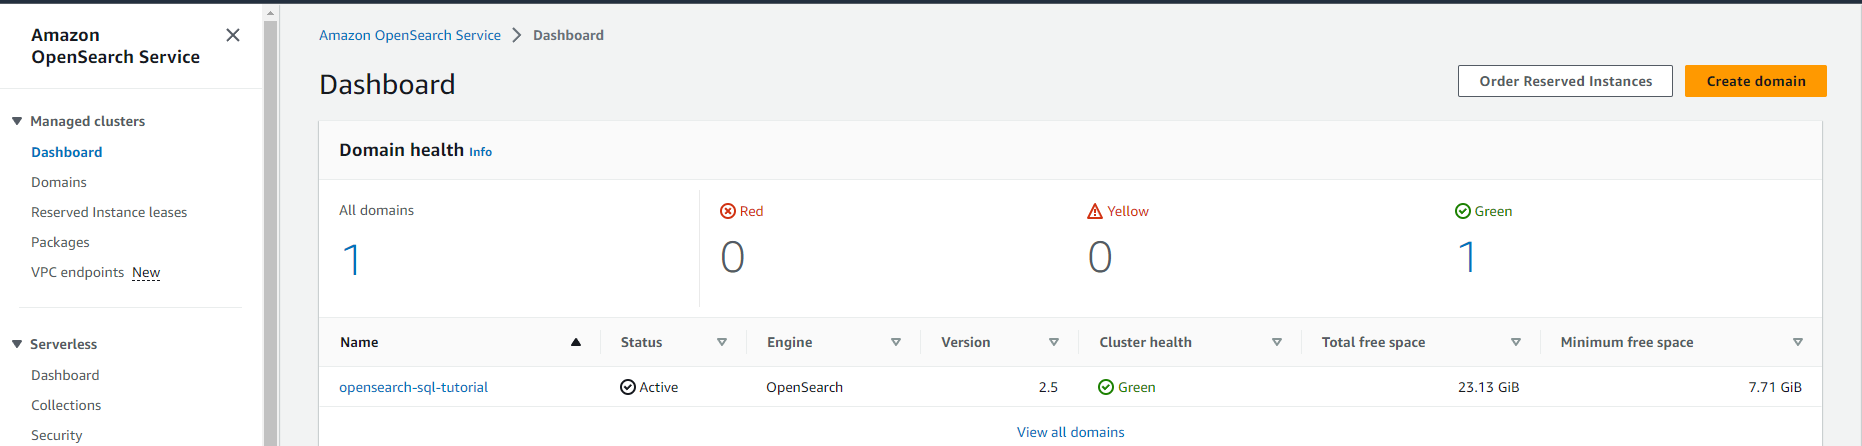 Amazon
OpenSearch Service
Managed clusters
Dashboard
Domains
Reserved Instance leases
Packages
VPC endpoints New
Serverless
Dashboard
Collections
Security
Amazon OpenSearch Service Dashboard
Dashboard
Order Reserved Instances Create domain
Domain health Info
All domains Red Yellow Green
1 0 0 1
Name Status Engine Version Cluster health Total free space Minimum free space
opensearch-sql-tutorial Active OpenSearch 2.5 Green 23.13 GiB 7.71 GiB
View all domains